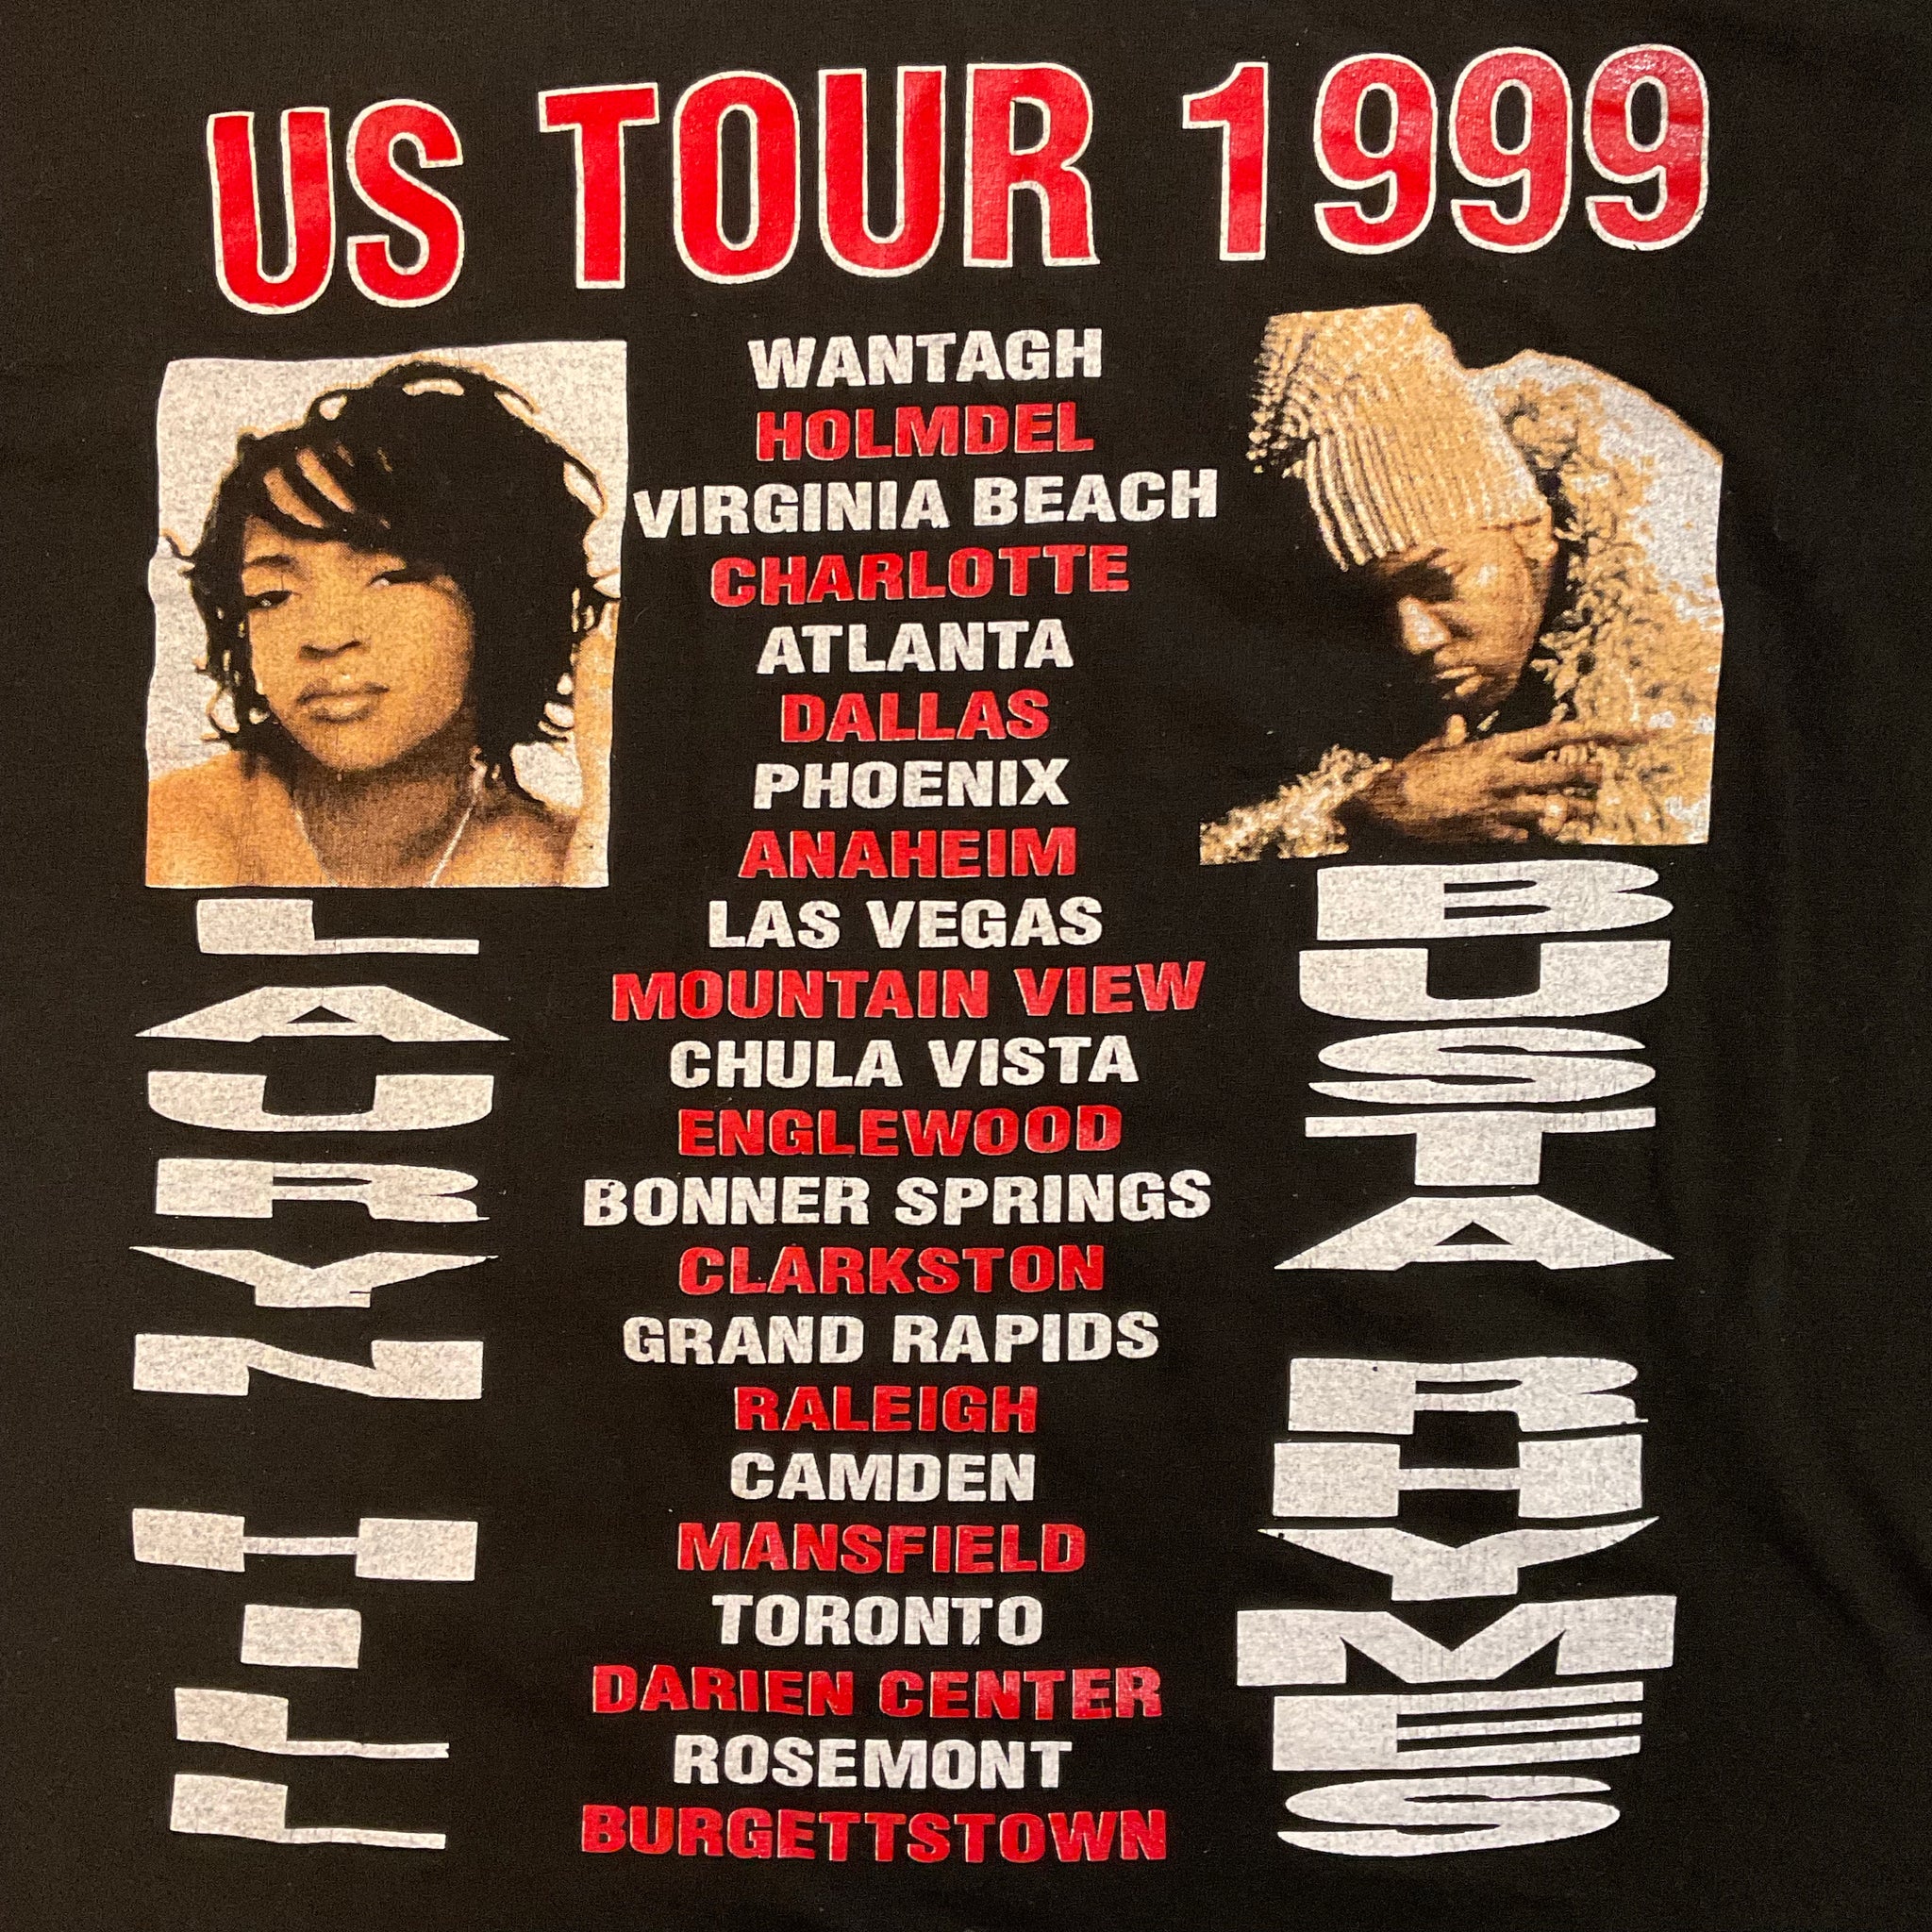 US TOUR 1999
WANTAGH
HOLMDEL
VIRGINIA BEACH
CHARLOTTE
ATLANTA
DALLAS
PHOENIX
ANAHEIM
LAS VEGAS
MOUNTAIN VIEW
CHULA VISTA
ENGLEWOOD
BONNER SPRINGS
CLARKSTON
GRAND RAPIDS
RALEIGH
CAMDEN
MANSFIELD
TORONTO
DARIEN CENTER
ROSEMONT
BURGETTSTOWN
LAURYN HILL
BUSTA RHYMES